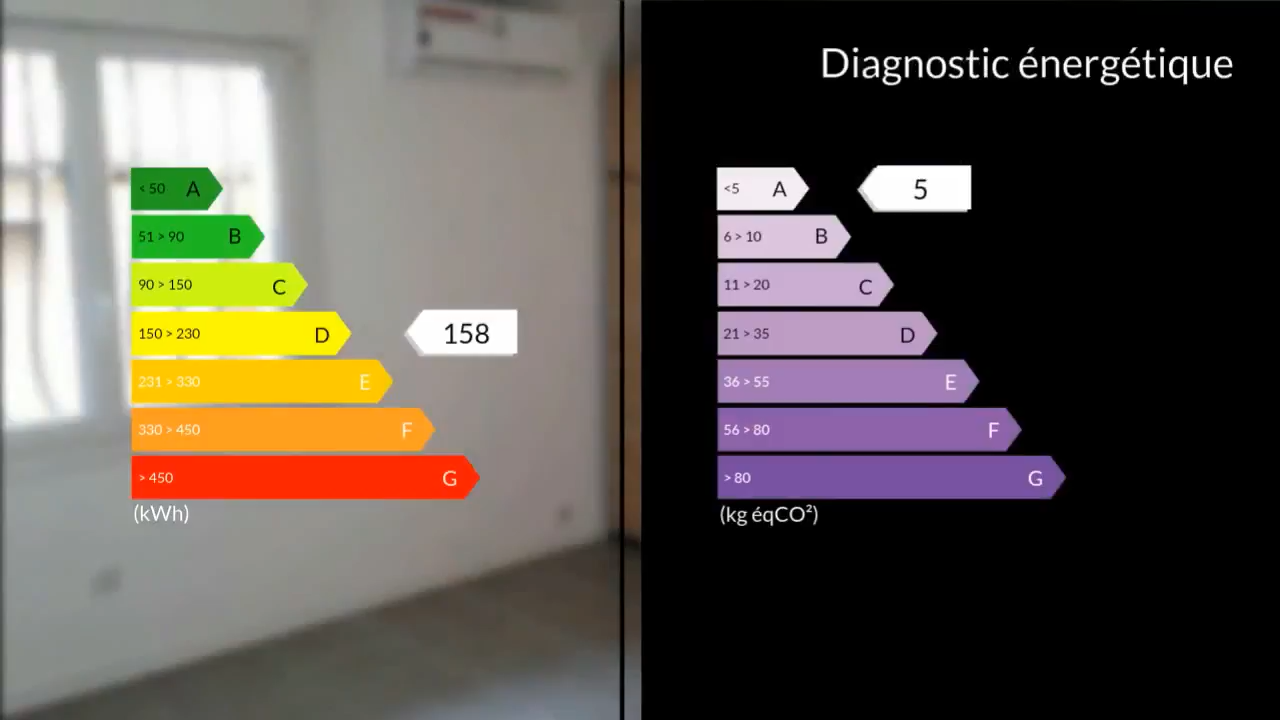 Diagnostic énergétique
< 50 A
51 > 90 B
90 > 150 C
150 > 230 D
158
231 > 330 E
330 > 450 F
> 450 G
(kWh)
<5 A
5
6 > 10 B
11 > 20 C
21 > 35 D
36 > 55 E
56 > 80 F
> 80 G
(kg éqCO²)